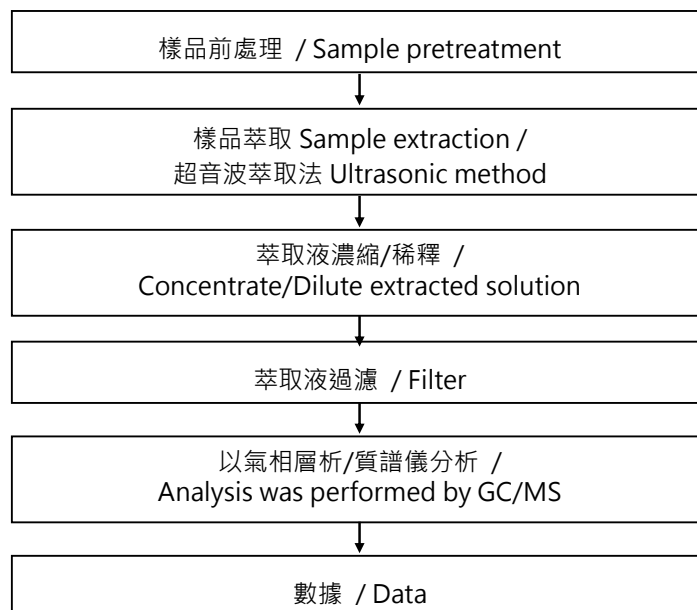 樣品前處理 / Sample pretreatment
樣品萃取 Sample extraction /
超音波萃取法 Ultrasonic method
萃取液濃縮/稀釋 /
Concentrate/Dilute extracted solution
萃取液過濾 / Filter
以氣相層析/質譜儀分析 /
Analysis was performed by GC/MS
數據 / Data